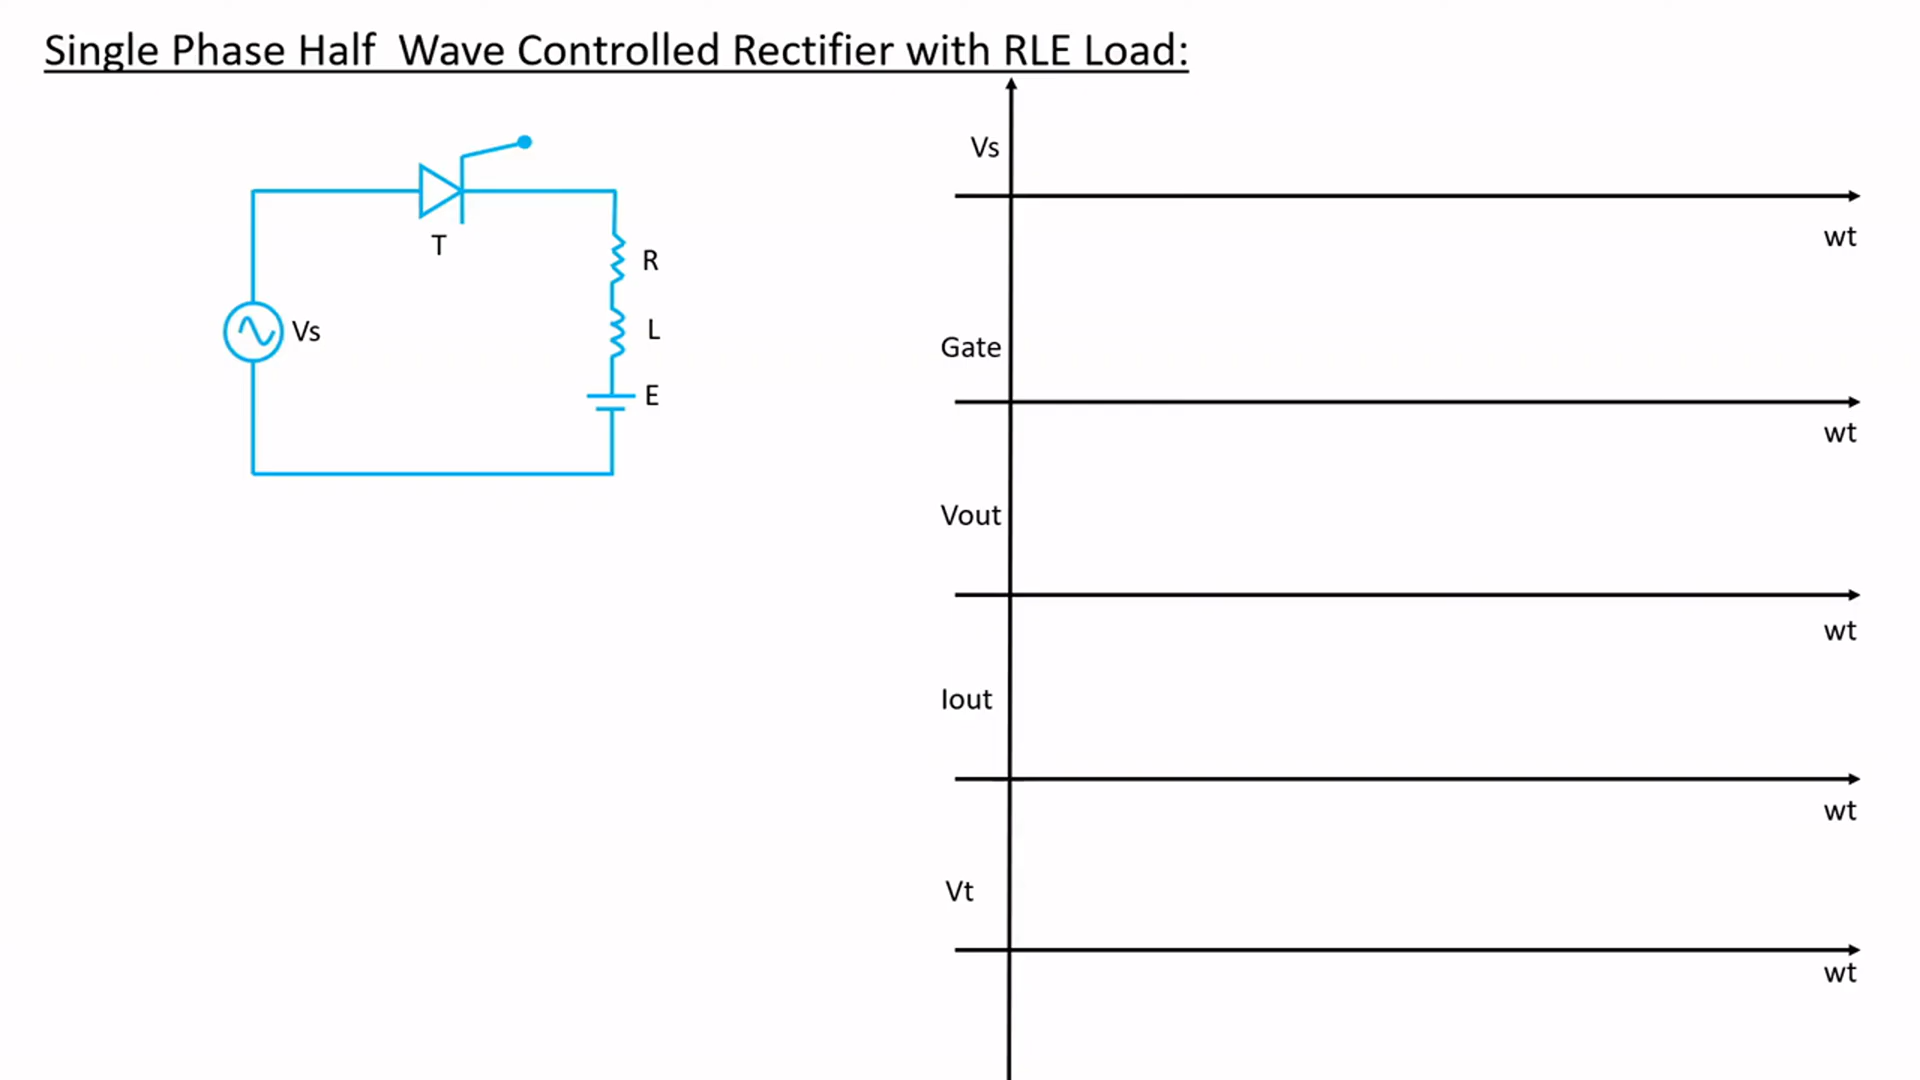 Single Phase Half  Wave Controlled Rectifier with RLE Load:
T
R
Vs
L
E
Vs
wt
Gate
wt
Vout
wt
Iout
wt
Vt
wt